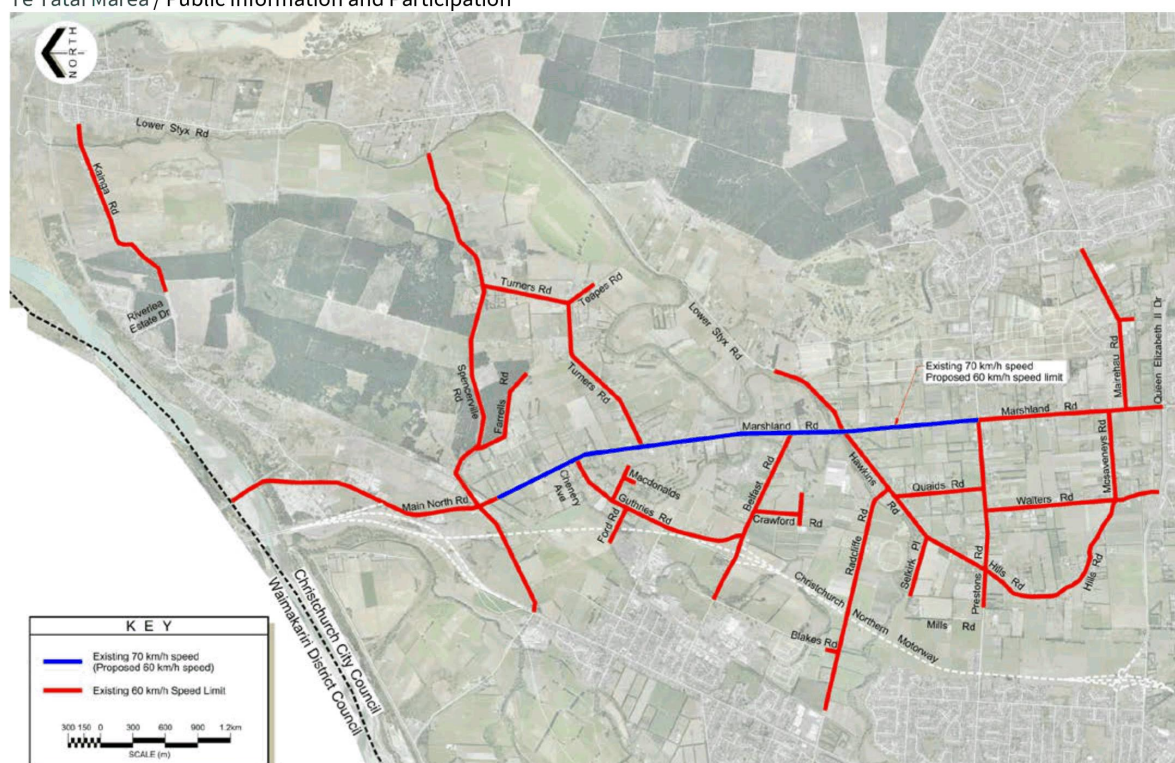 Te Tatai Mārea / Public Information and Participation
NORTH
Lower Styx Rd
Kainga Rd
Riverlea
Estate Dr
Turners Rd
Teapes Rd
Lower Styx Rd
Spencerville
Rd
Farrells Rd
Turners Rd
Existing 70 km/h speed
Proposed 60 km/h speed limit
Mairehau Rd
Queen Elizabeth II Dr
Marshland Rd
Marshland Rd
Main North Rd
Chenery
Ave
Macdonalds
Guthries Rd
Ford Rd
Belfast Rd
Crawford Rd
Hawkins Rd
Quaids Rd
Walters Rd
Mcsaveneys Rd
Radcliffe Rd
Selkirk Pl
Prestons Rd
Hills Rd
Hills Rd
Mills Rd
Christchurch Northern Motorway
Blakes Rd
Christchurch City Council
Waimakariri District Council
KEY
Existing 70 km/h speed
(Proposed 60 km/h speed)
Existing 60 km/h Speed Limit
300 150 0 300 600 900 1.2km
SCALE (m)